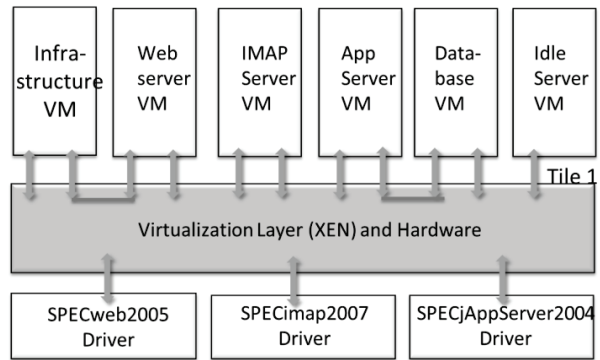 Infra-
structure
VM
Web
server
VM
IMAP
Server
VM
App
Server
VM
Data-
base
VM
Idle
Server
VM
Tile 1
Virtualization Layer (XEN) and Hardware
SPECweb2005
Driver
SPECimap2007
Driver
SPECjAppServer2004
Driver